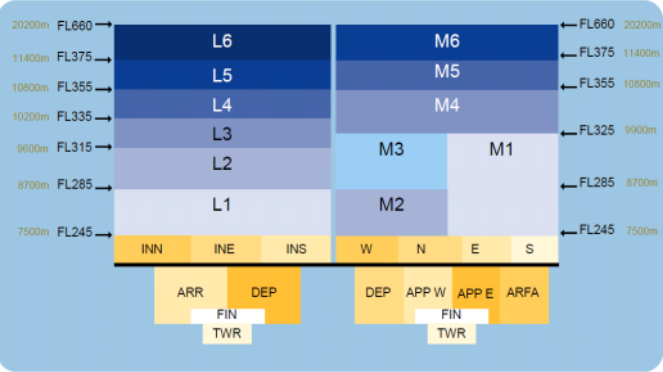 20200m FL660 FL660 20200m
L6 M6
11400m FL375 FL375 11400m
L5 M5
10800m FL355 FL355 10800m
L4 M4
10200m FL335
FL325 9900m
L3
9600m FL315 M3 M1
L2
8700m FL285 FL285 8700m
L1 M2
7500m FL245 FL245 7500m
INN INE INS W N E S
ARR DEP DEP APP W APP E ARFA
FIN FIN
TWR TWR